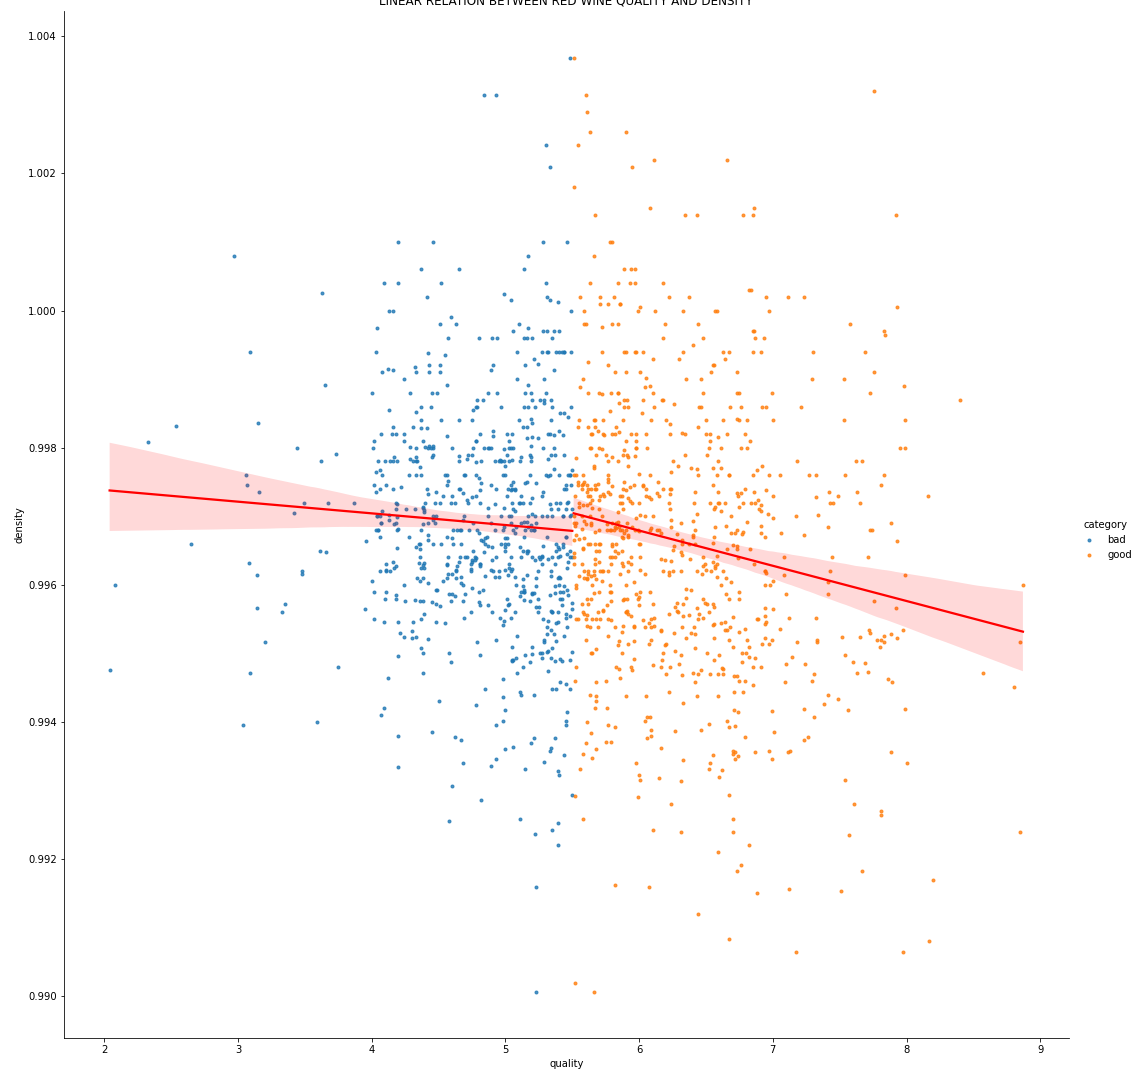 LINEAR RELATION BETWEEN RED WINE QUALITY AND DENSITY
1.004
1.002
1.000
0.998
0.996
0.994
0.992
0.990
density
2 3 4 5 6 7 8 9
quality
category
bad
good